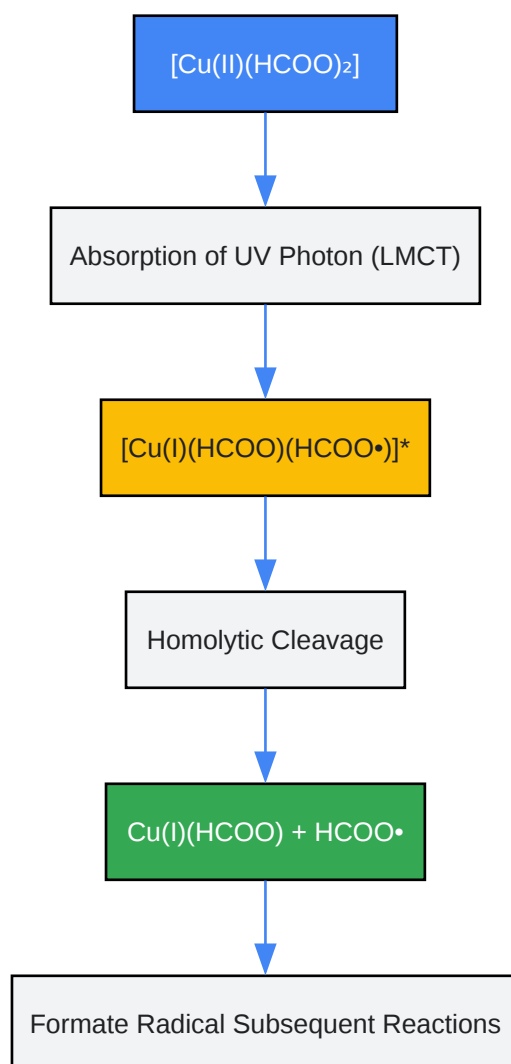 [Cu(II)(HCOO)₂]
Absorption of UV Photon (LMCT)
[Cu(I)(HCOO)(HCOO•)]*
Homolytic Cleavage
Cu(I)(HCOO) + HCOO•
Formate Radical Subsequent Reactions